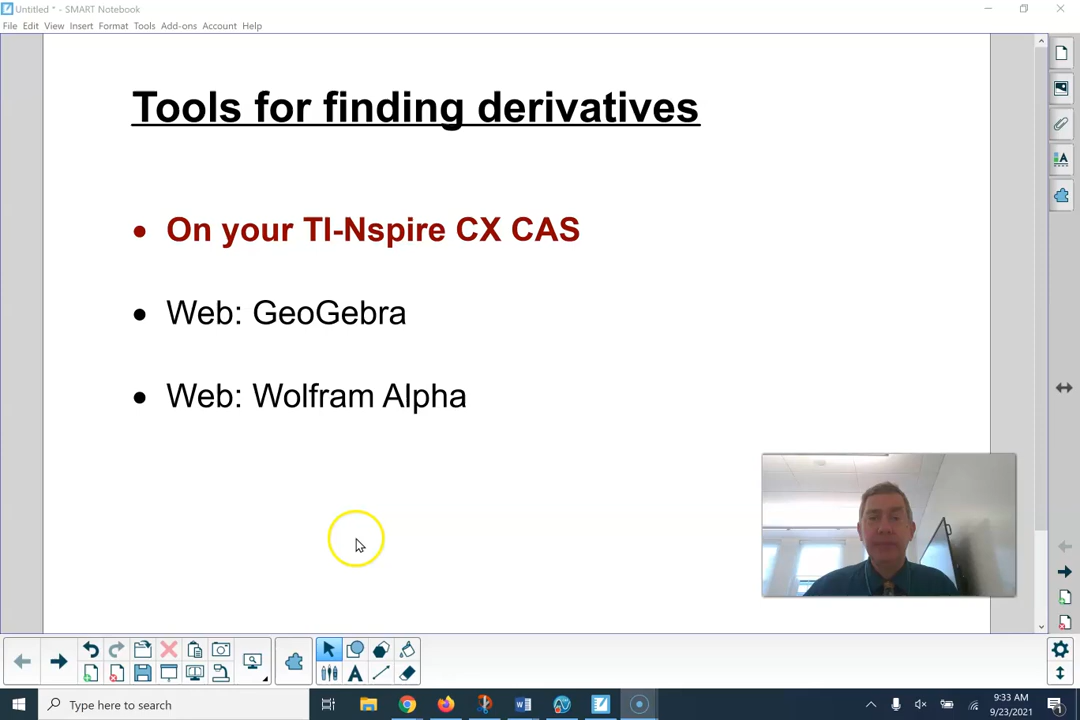 Untitled * - SMART Notebook
File Edit View Insert Format Tools Add-ons Account Help
Tools for finding derivatives
• On your TI-Nspire CX CAS
• Web: GeoGebra
• Web: Wolfram Alpha
Type here to search
9:33 AM
9/23/2021